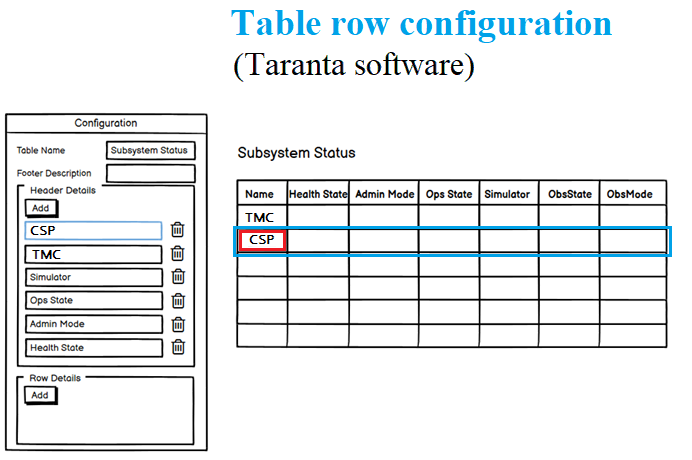 Table row configuration
(Taranta software)
Configuration
Table Name Subsystem Status
Footer Description
Header Details
Add
CSP
TMC
Simulator
Ops State
Admin Mode
Health State
Row Details
Add
Subsystem Status
Name Health State Admin Mode Ops State Simulator ObsState ObsMode
TMC
CSP